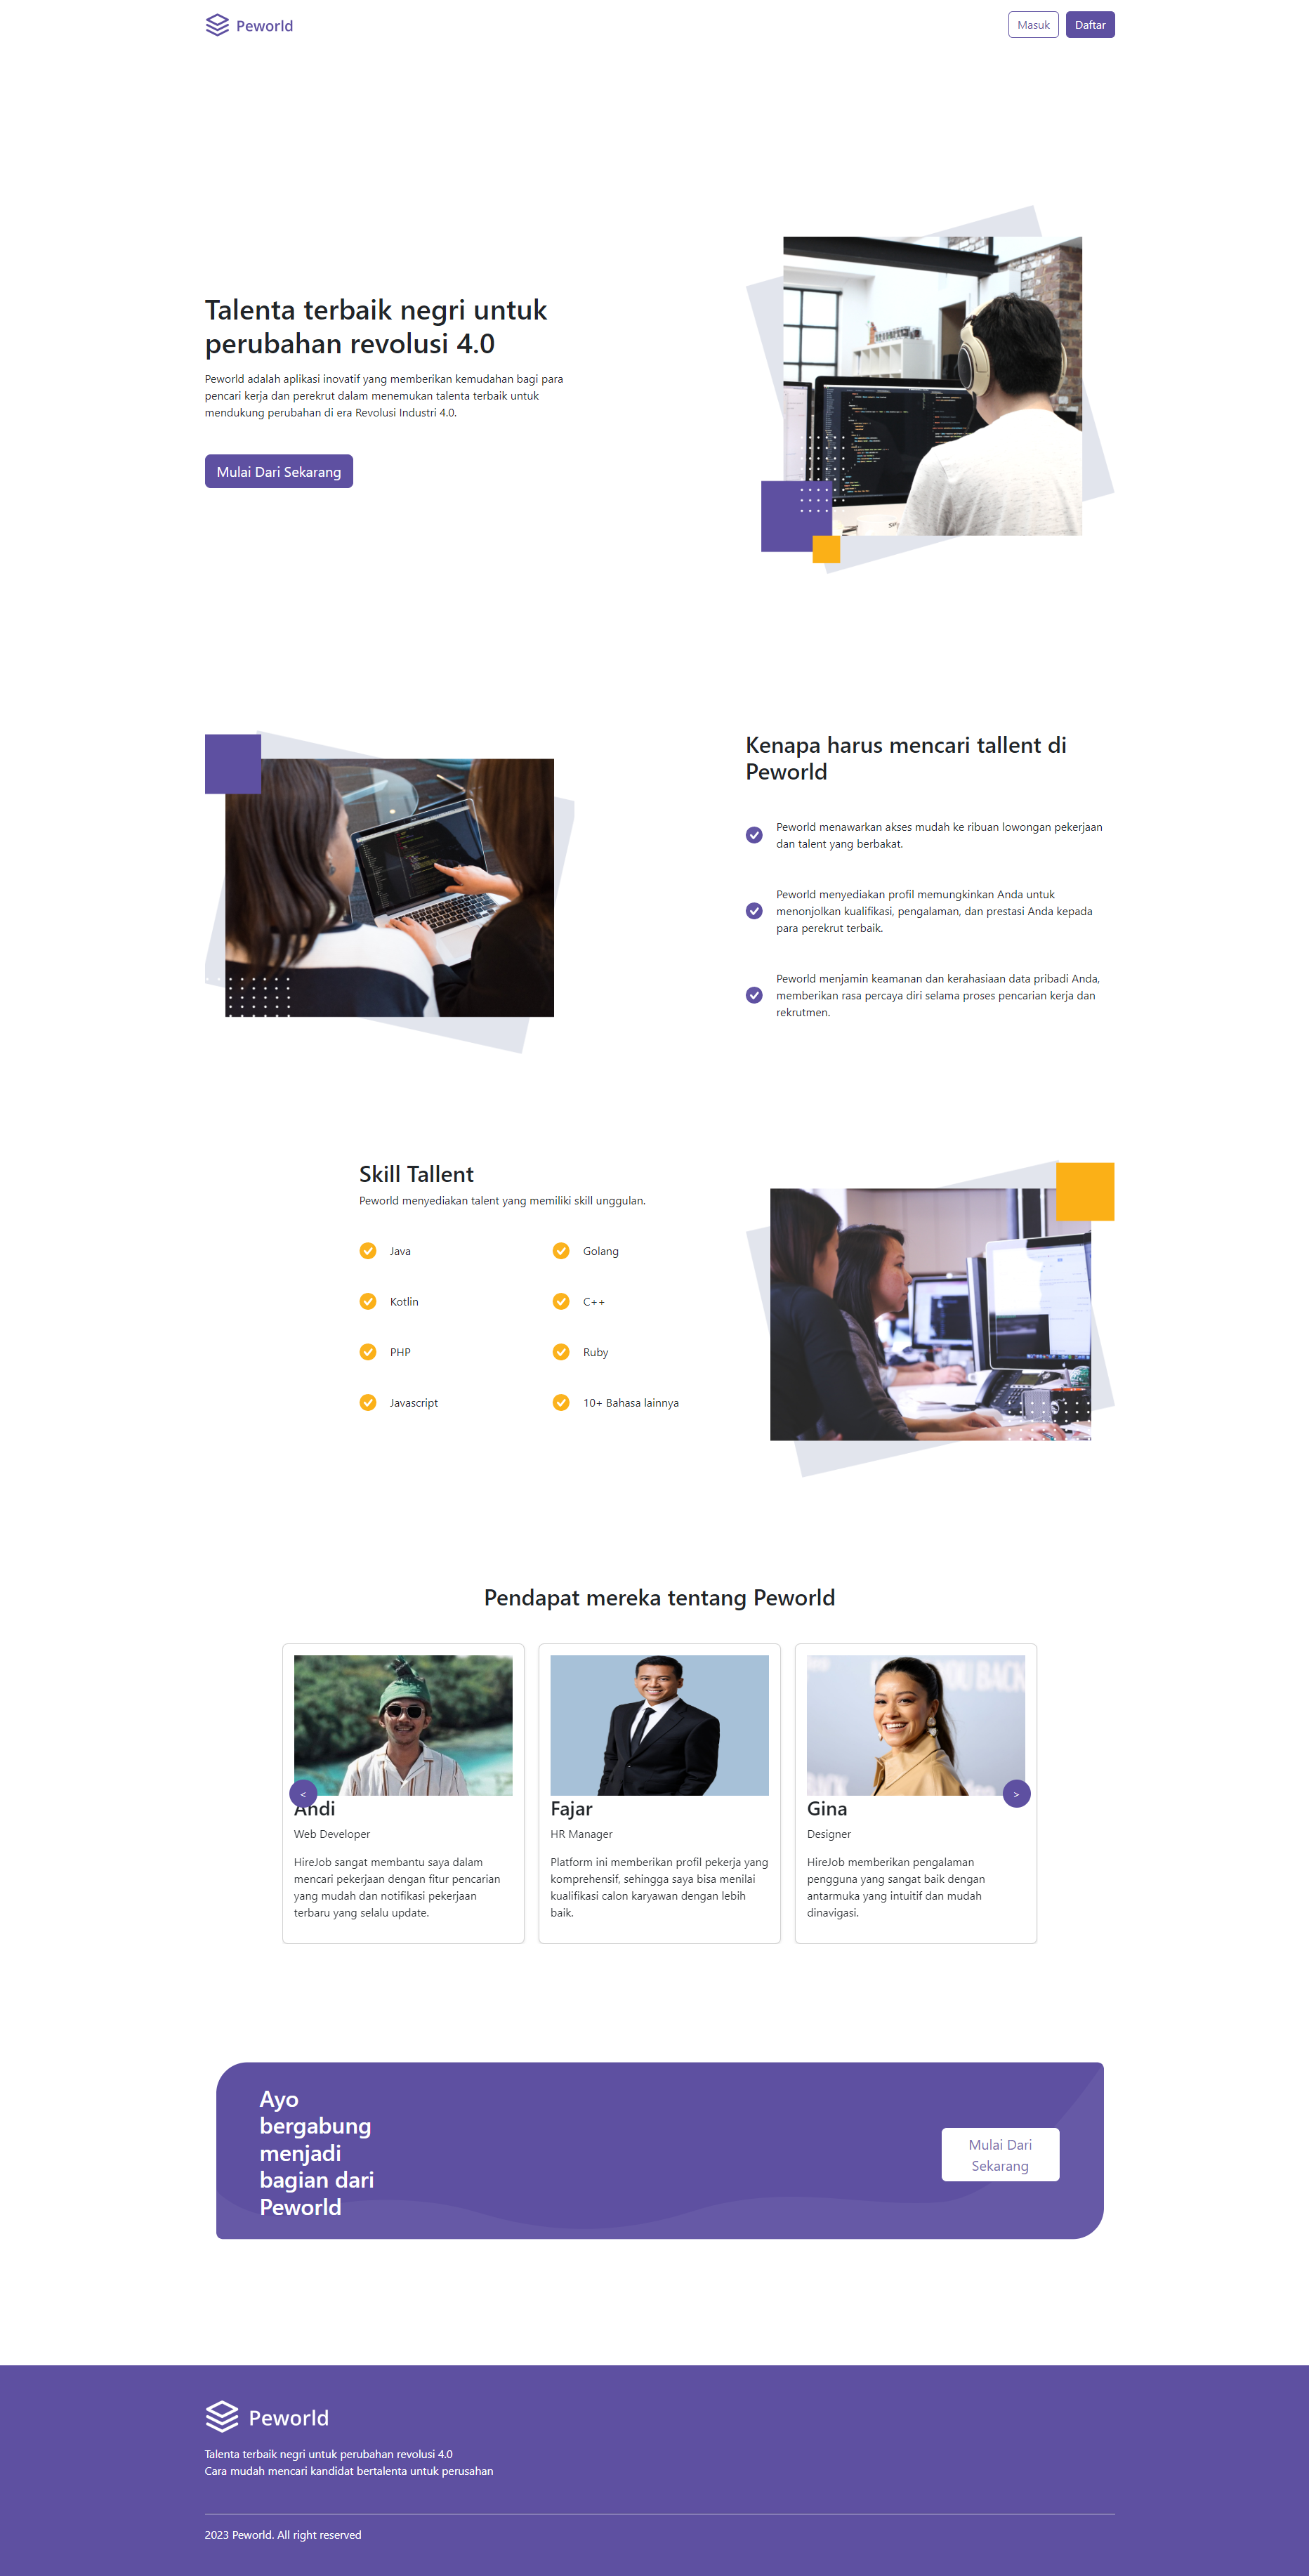 Peworld
Masuk
Daftar
Talenta terbaik negri untuk
perubahan revolusi 4.0
Peworld adalah aplikasi inovatif yang memberikan kemudahan bagi para
pencari kerja dan perekrut dalam menemukan talenta terbaik untuk
mendukung perubahan di era Revolusi Industri 4.0.
Mulai Dari Sekarang
Kenapa harus mencari tallent di
Peworld
Peworld menawarkan akses mudah ke ribuan lowongan pekerjaan
dan talent yang berbakat.
Peworld menyediakan profil memungkinkan Anda untuk
menonjolkan kualifikasi, pengalaman, dan prestasi Anda kepada
para perekrut terbaik.
Peworld menjamin keamanan dan kerahasiaan data pribadi Anda,
memberikan rasa percaya diri selama proses pencarian kerja dan
rekrutmen.
Skill Tallent
Peworld menyediakan talent yang memiliki skill unggulan.
Java
Golang
Kotlin
C++
PHP
Ruby
Javascript
10+ Bahasa lainnya
Pendapat mereka tentang Peworld
<
>
Andi
Web Developer
HireJob sangat membantu saya dalam
mencari pekerjaan dengan fitur pencarian
yang mudah dan notifikasi pekerjaan
terbaru yang selalu update.
Fajar
HR Manager
Platform ini memberikan profil pekerja yang
komprehensif, sehingga saya bisa menilai
kualifikasi calon karyawan dengan lebih
baik.
Gina
Designer
HireJob memberikan pengalaman
pengguna yang sangat baik dengan
antarmuka yang intuitif dan mudah
dinavigasi.
Ayo
bergabung
menjadi
bagian dari
Peworld
Mulai Dari
Sekarang
Peworld
Talenta terbaik negri untuk perubahan revolusi 4.0
Cara mudah mencari kandidat bertalenta untuk perusahan
2023 Peworld. All right reserved